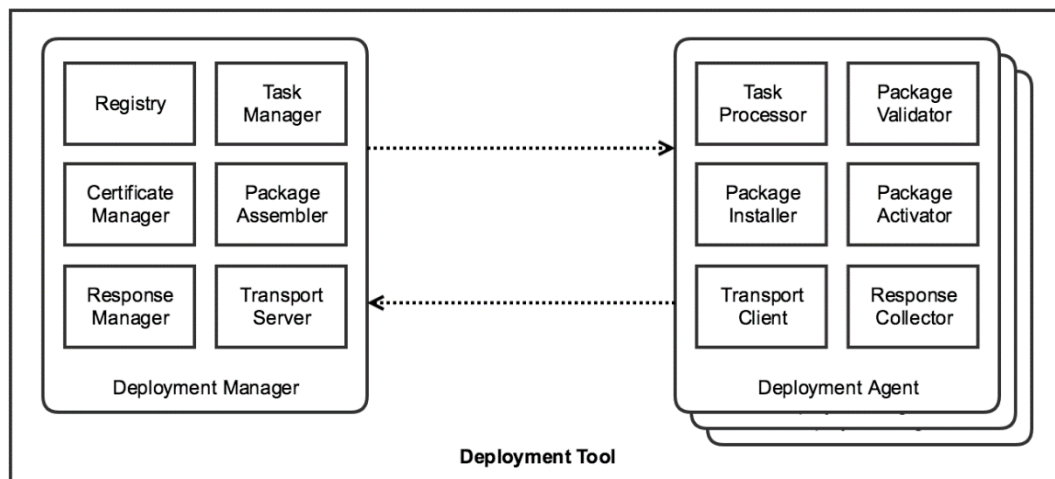 Registry
Task
Manager
Certificate
Manager
Package
Assembler
Response
Manager
Transport
Server
Deployment Manager
Task
Processor
Package
Validator
Package
Installer
Package
Activator
Transport
Client
Response
Collector
Deployment Agent
Deployment Tool